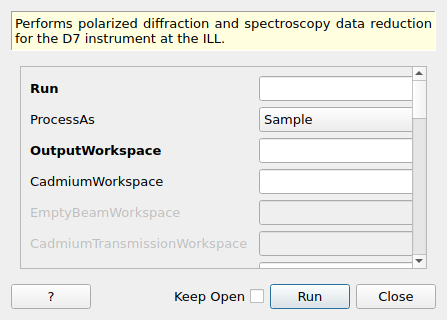 Performs polarized diffraction and spectroscopy data reduction
for the D7 instrument at the ILL.
Run
ProcessAs Sample
OutputWorkspace
CadmiumWorkspace
EmptyBeamWorkspace
CadmiumTransmissionWorkspace
? Keep Open Run Close